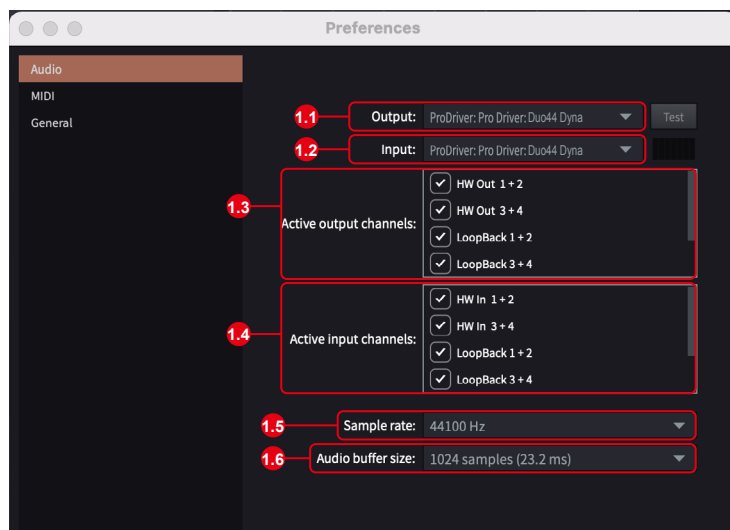 Preferences
Audio
MIDI
General
1.1 Output: ProDriver: Pro Driver: Duo44 Dyna Test
1.2 Input: ProDriver: Pro Driver: Duo44 Dyna
1.3 Active output channels:
HW Out 1 + 2
HW Out 3 + 4
LoopBack 1 + 2
LoopBack 3 + 4
1.4 Active input channels:
HW In 1 + 2
HW In 3 + 4
LoopBack 1 + 2
LoopBack 3 + 4
1.5 Sample rate: 44100 Hz
1.6 Audio buffer size: 1024 samples (23.2 ms)